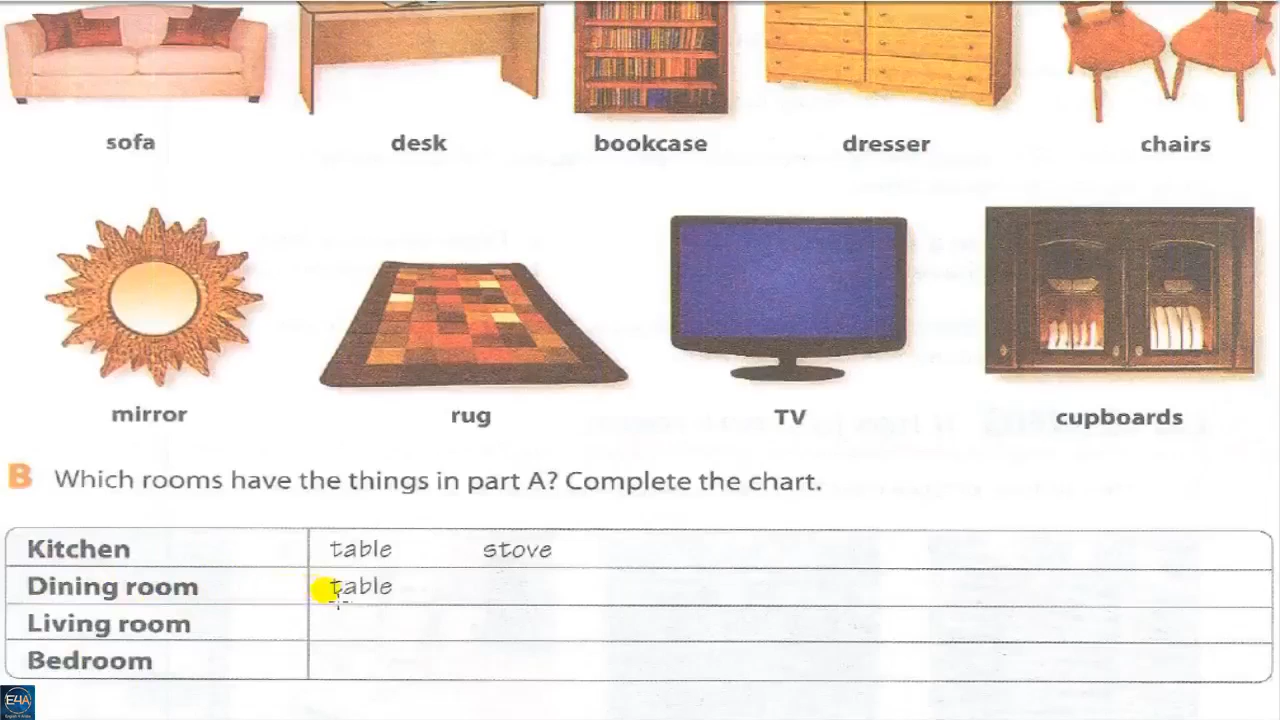 sofa desk bookcase dresser chairs
mirror rug TV cupboards
B Which rooms have the things in part A? Complete the chart.
Kitchen table stove
Dining room table
Living room
Bedroom
E4A